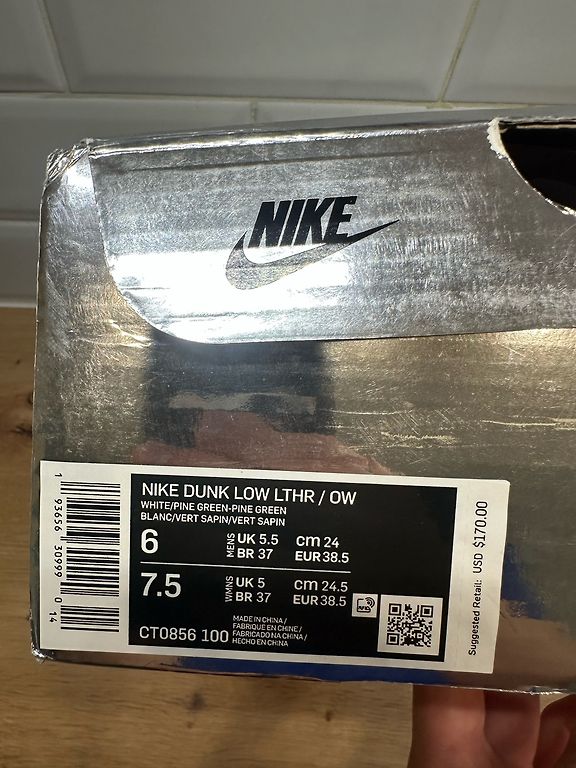 NIKE
NIKE DUNK LOW LTHR / OW
WHITE/PINE GREEN-PINE GREEN
BLANC/VERT SAPIN/VERT SAPIN
6 MENS UK 5.5 cm 24
BR 37 EUR 38.5
7.5 WMNS UK 5 cm 24.5
BR 37 EUR 38.5
CT0856 100 MADE IN CHINA /
FABRIQUÉ EN CHINE /
FABRICADO NA CHINA /
HECHO EN CHINA
1 93656 30999 0 14
Suggested Retail: USD $170.00